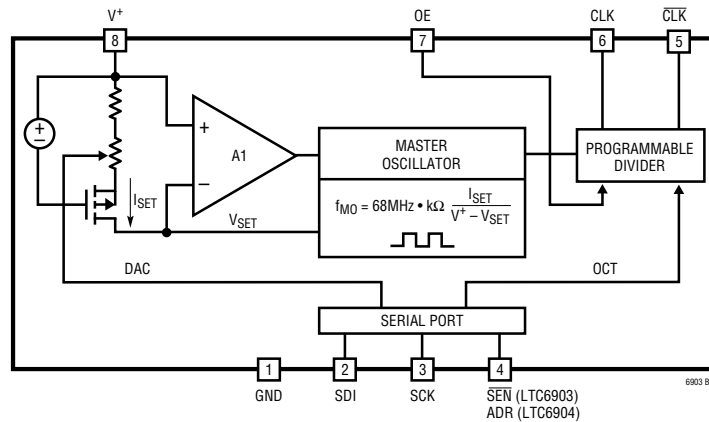 V+
OE
CLK
CLK
8
7
6
5
+
−
+
−
A1
MASTER
OSCILLATOR
PROGRAMMABLE
DIVIDER
ISET
VSET
fMO = 68MHz • kΩ ISET
V+ – VSET
DAC
OCT
SERIAL PORT
1
2
3
4
GND
SDI
SCK
SEN (LTC6903)
ADR (LTC6904)
6903 B